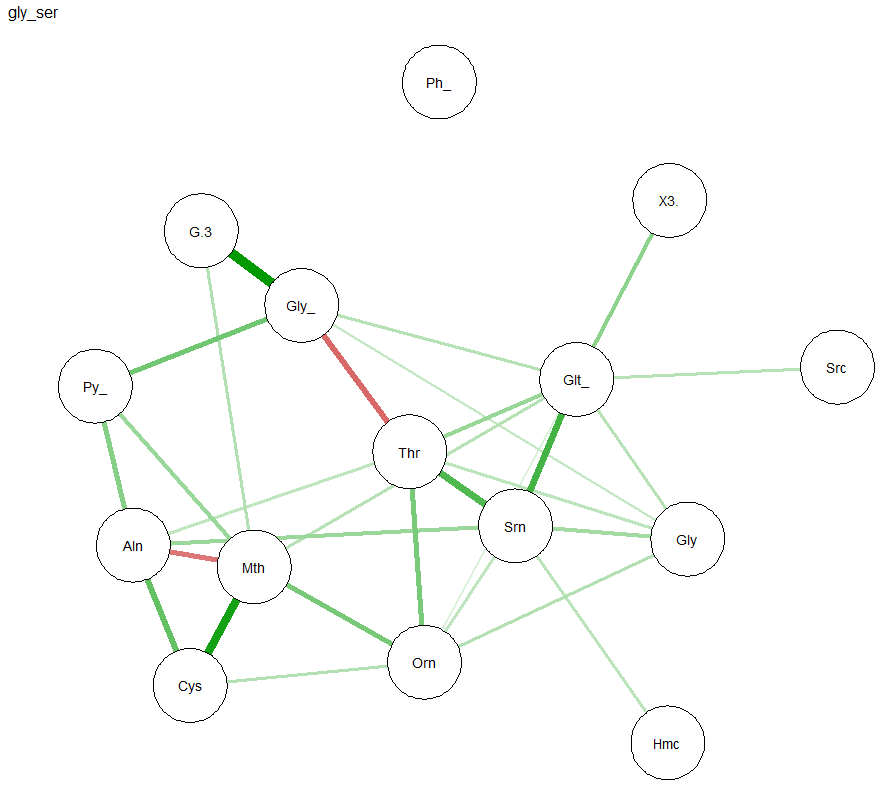 gly_ser
Ph_
X3.
G.3
Gly_
Src
Glt_
Py_
Thr
Srn
Gly
Aln
Mth
Orn
Cys
Hmc